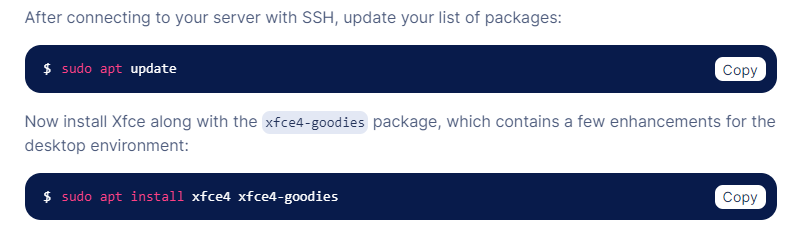 After connecting to your server with SSH, update your list of packages:
$ sudo apt update
Copy
Now install Xfce along with the xfce4-goodies package, which contains a few enhancements for the
desktop environment:
$ sudo apt install xfce4 xfce4-goodies
Copy